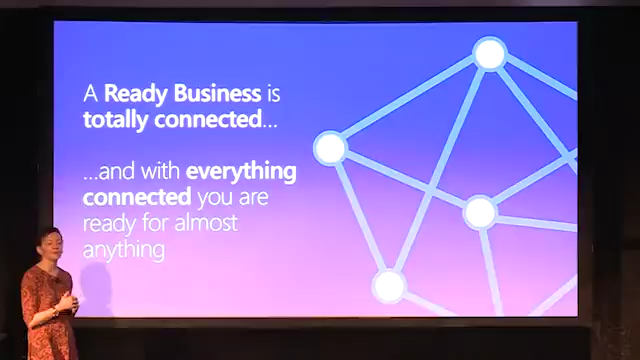 A Ready Business is
totally connected...
...and with everything
connected you are
ready for almost
anything